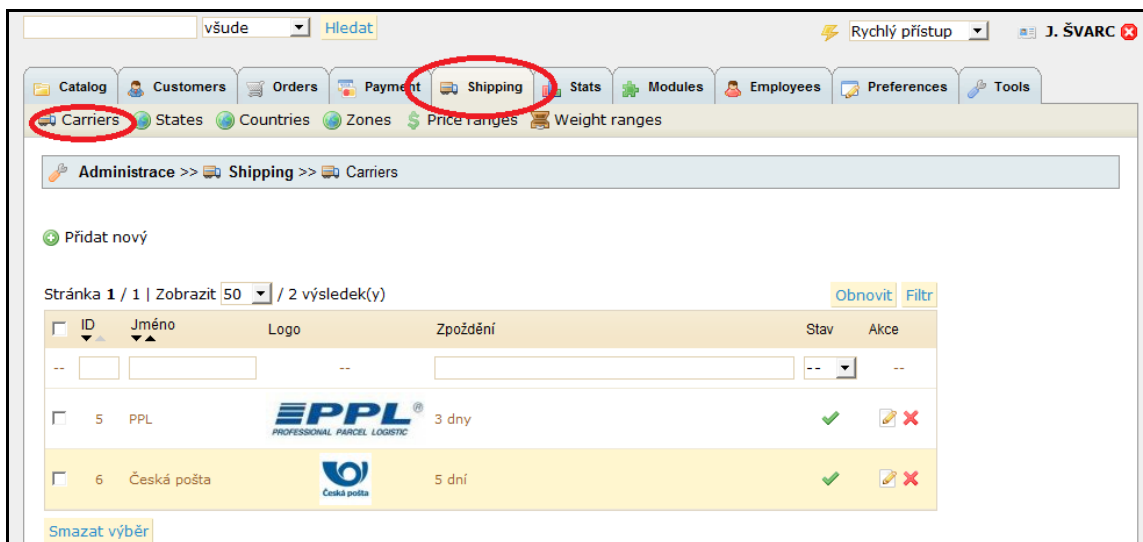 všude Hledat Rychlý přístup J. ŠVARC
Catalog Customers Orders Payment Shipping Stats Modules Employees Preferences Tools
Carriers States Countries Zones $ Price ranges Weight ranges
Administrace >> Shipping >> Carriers
Přidat nový
Stránka 1 / 1 | Zobrazit 50 / 2 výsledek(y) Obnovit Filtr
ID Jméno Logo Zpoždění Stav Akce
-- -- -- --
5 PPL PPL® PROFESSIONAL PARCEL LOGISTIC 3 dny
6 Česká pošta Česká pošta 5 dní
Smazat výběr